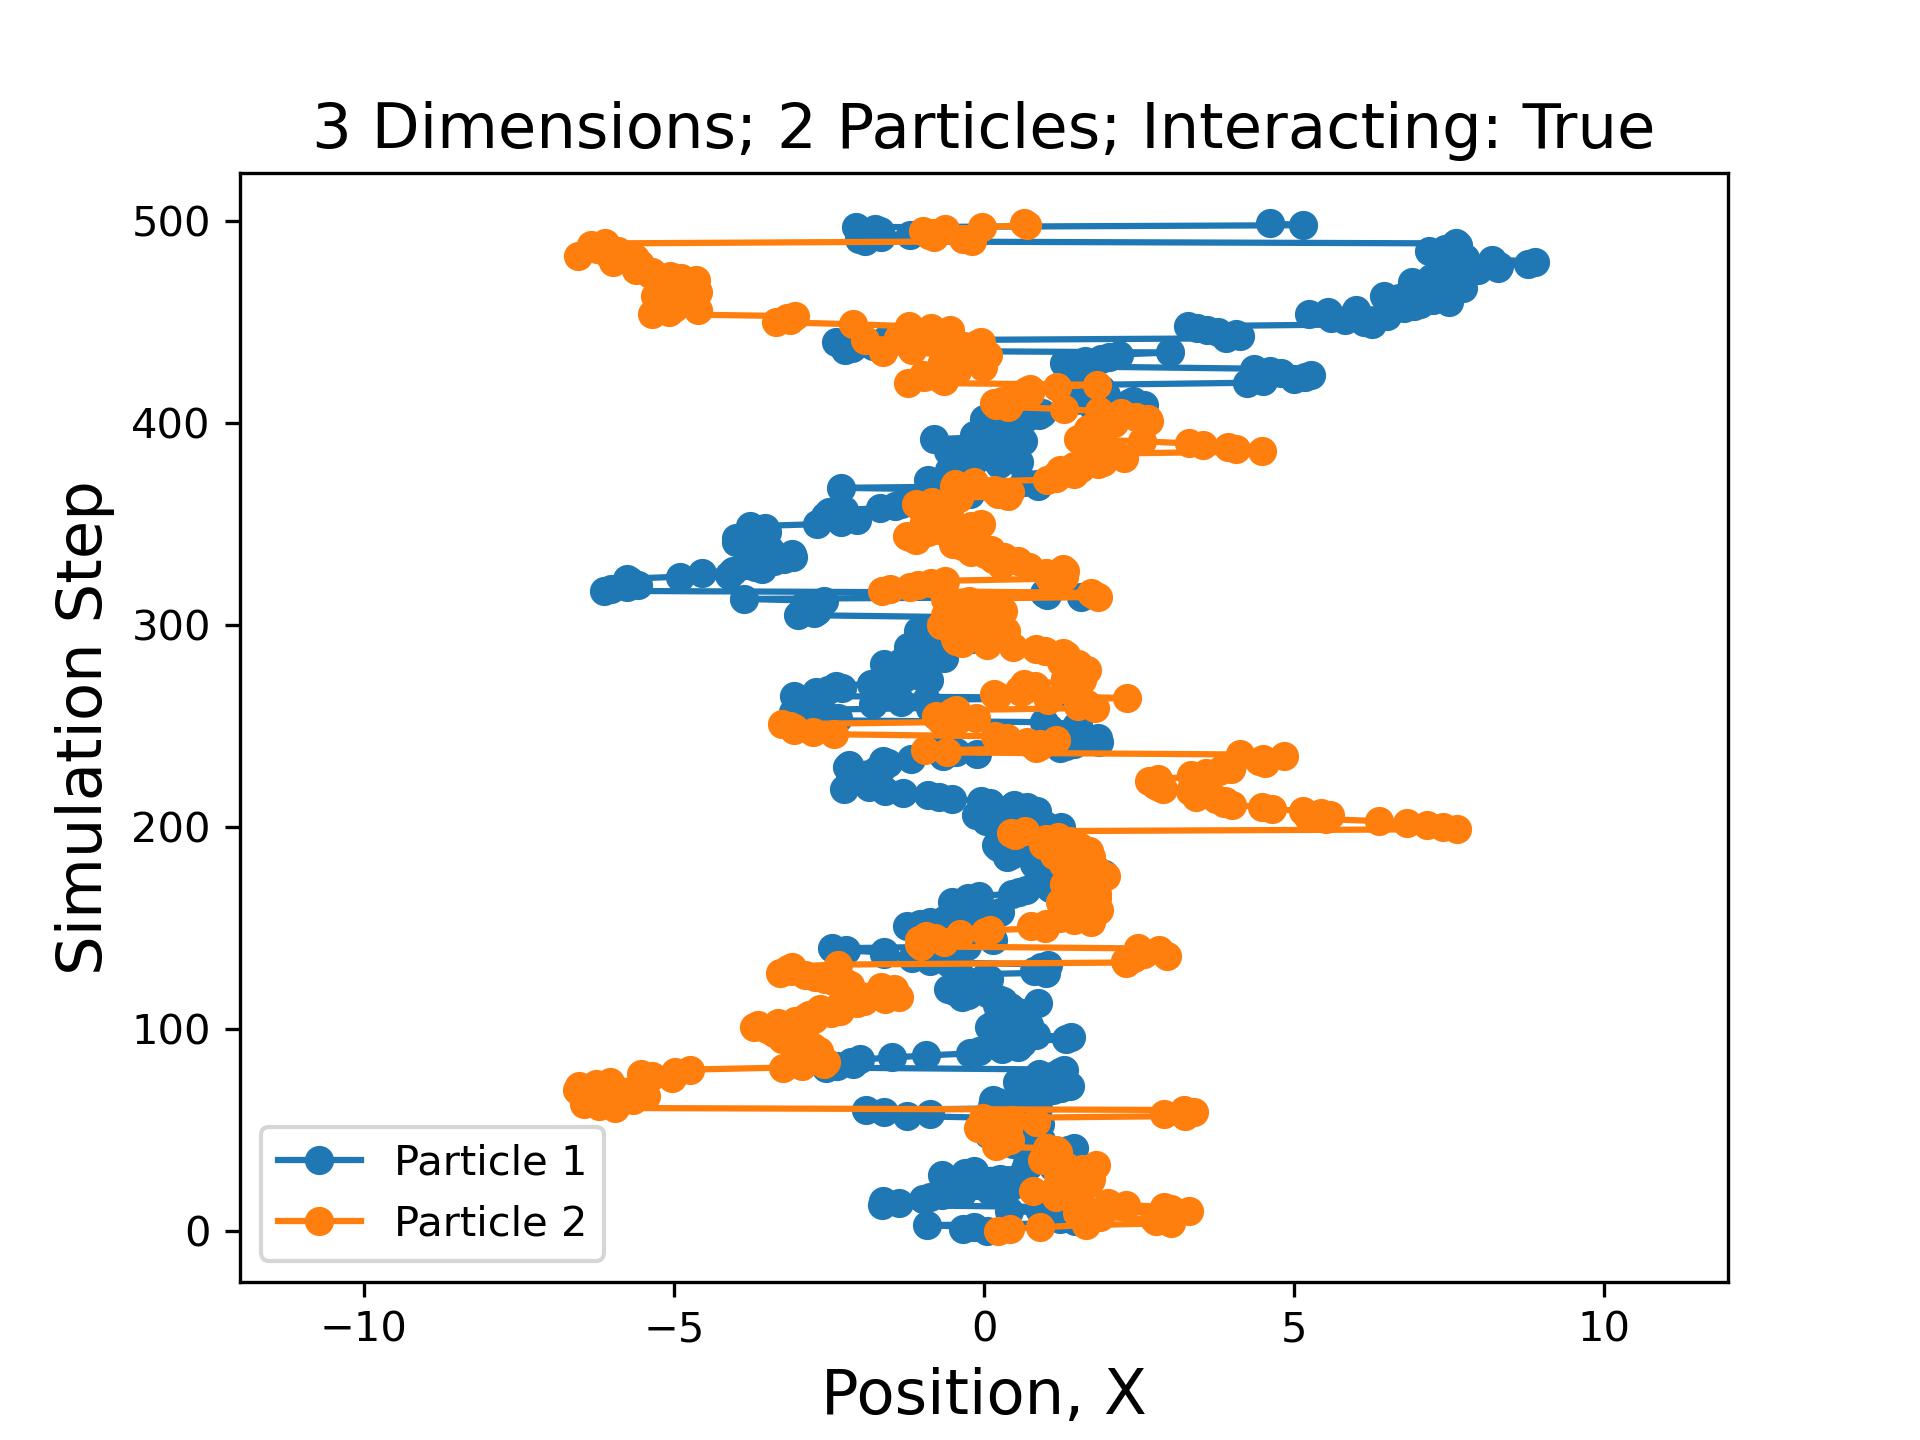 3 Dimensions; 2 Particles; Interacting: True
Simulation Step
500
400
300
200
100
0
Particle 1
Particle 2
−10
−5
0
5
10
Position, X